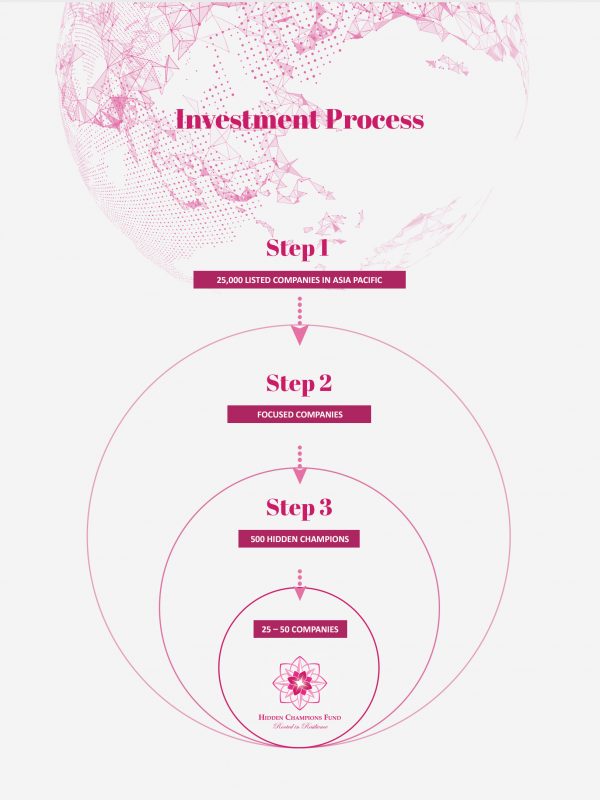 Investment Process
Step 1
25,000 LISTED COMPANIES IN ASIA PACIFIC
Step 2
FOCUSED COMPANIES
Step 3
500 HIDDEN CHAMPIONS
25 – 50 COMPANIES
HIDDEN CHAMPIONS FUND
Rooted in Resilience